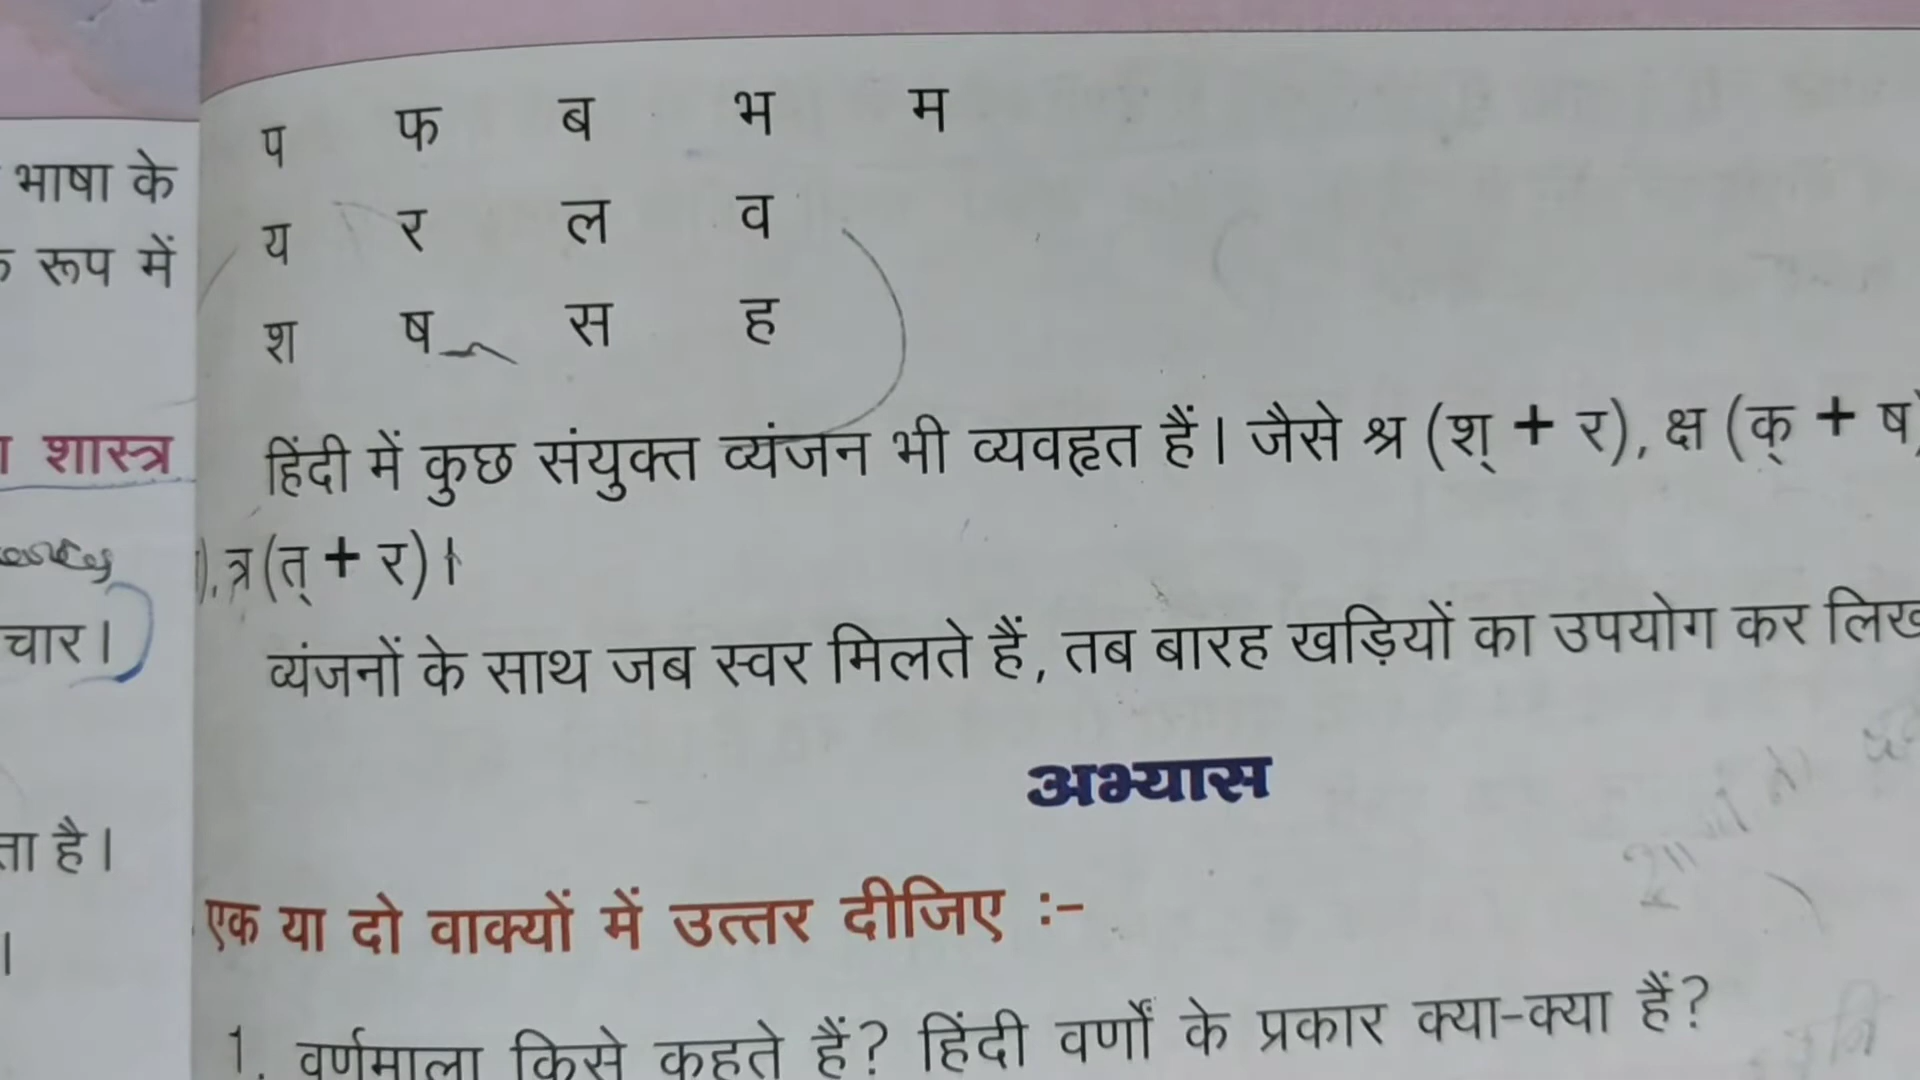 भाषा के
रूप में
शास्त्र
चार।
ता है।
।
प फ ब भ म
य र ल व
श ष स ह
हिंदी में कुछ संयुक्त व्यंजन भी व्यवहृत हैं। जैसे श्र (श् + र), क्ष (क् + ष)
), त्र (त् + र)।
व्यंजनों के साथ जब स्वर मिलते हैं, तब बारह खड़ियों का उपयोग कर लिख
अभ्यास
एक या दो वाक्यों में उत्तर दीजिए :-
1. वर्णमाला किसे कहते हैं? हिंदी वर्णों के प्रकार क्या-क्या हैं?